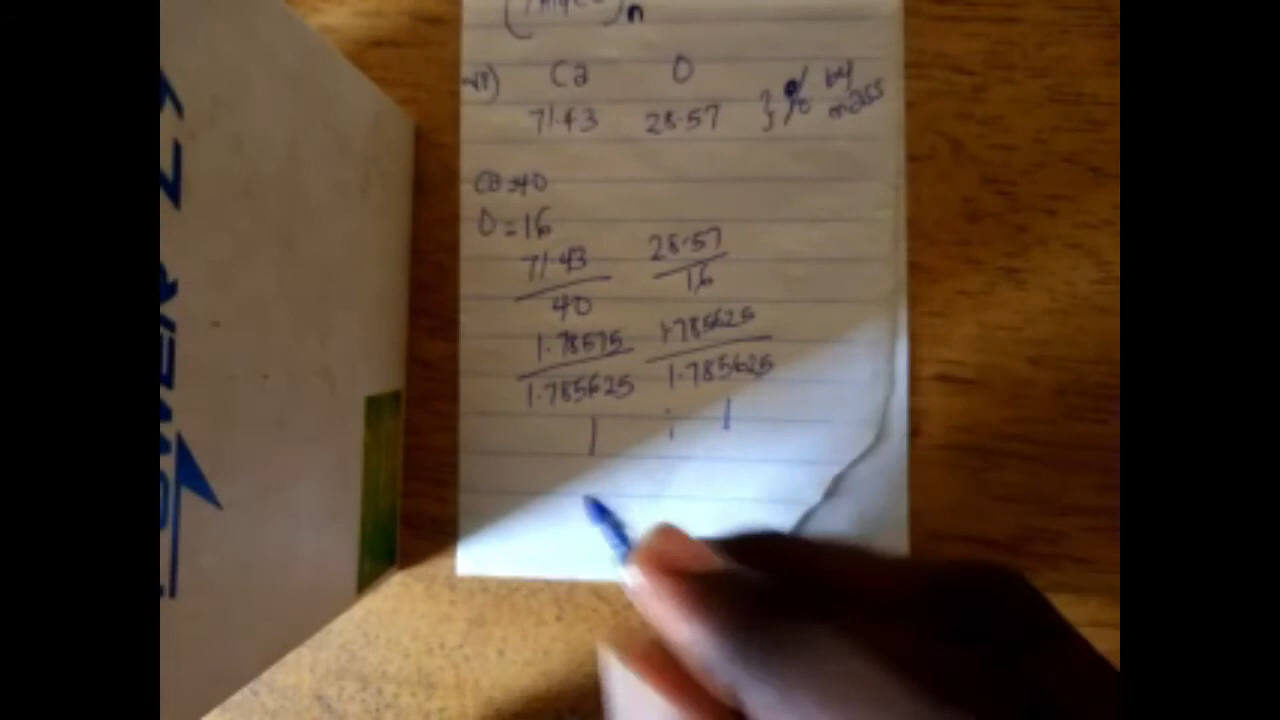 n
Ca O
71.43 28.57 } % by mass
Ca=40
O=16
71.43 28.57
40 16
1.78575 1.785625
1.785625 1.785625
1 : 1